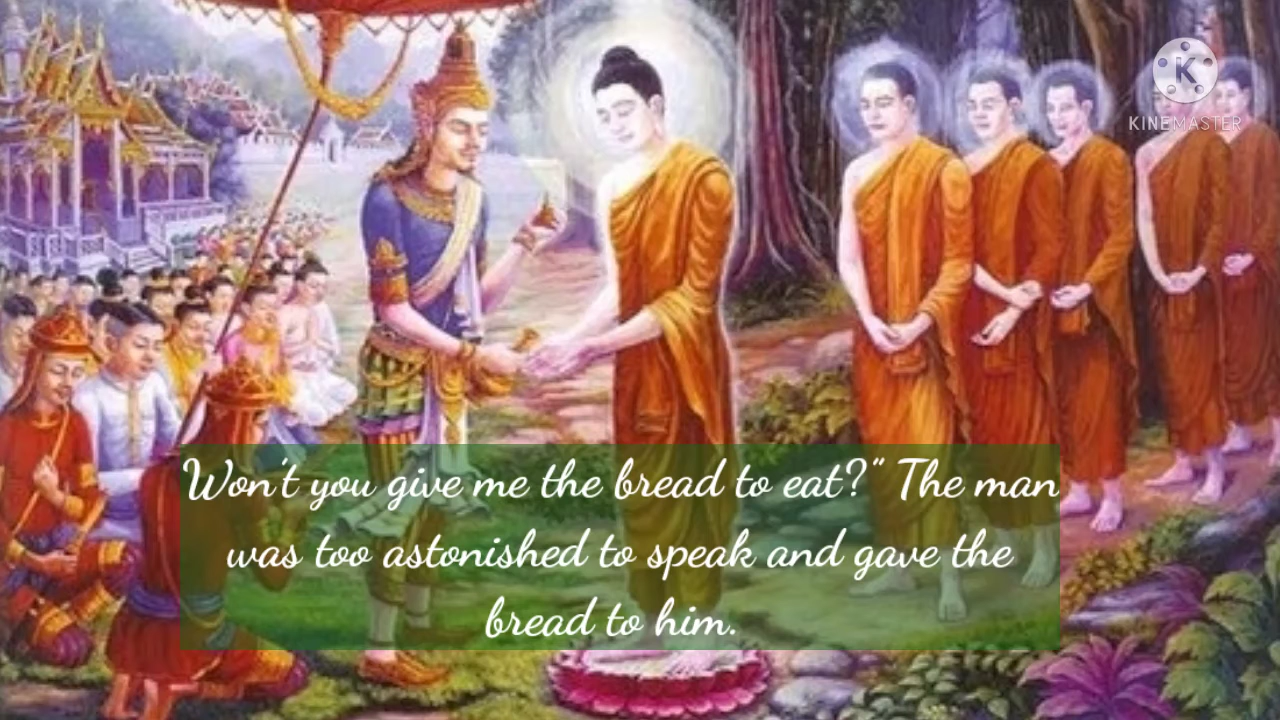 KINEMASTER
Won't you give me the bread to eat?" The man
was too astonished to speak and gave the
bread to him.